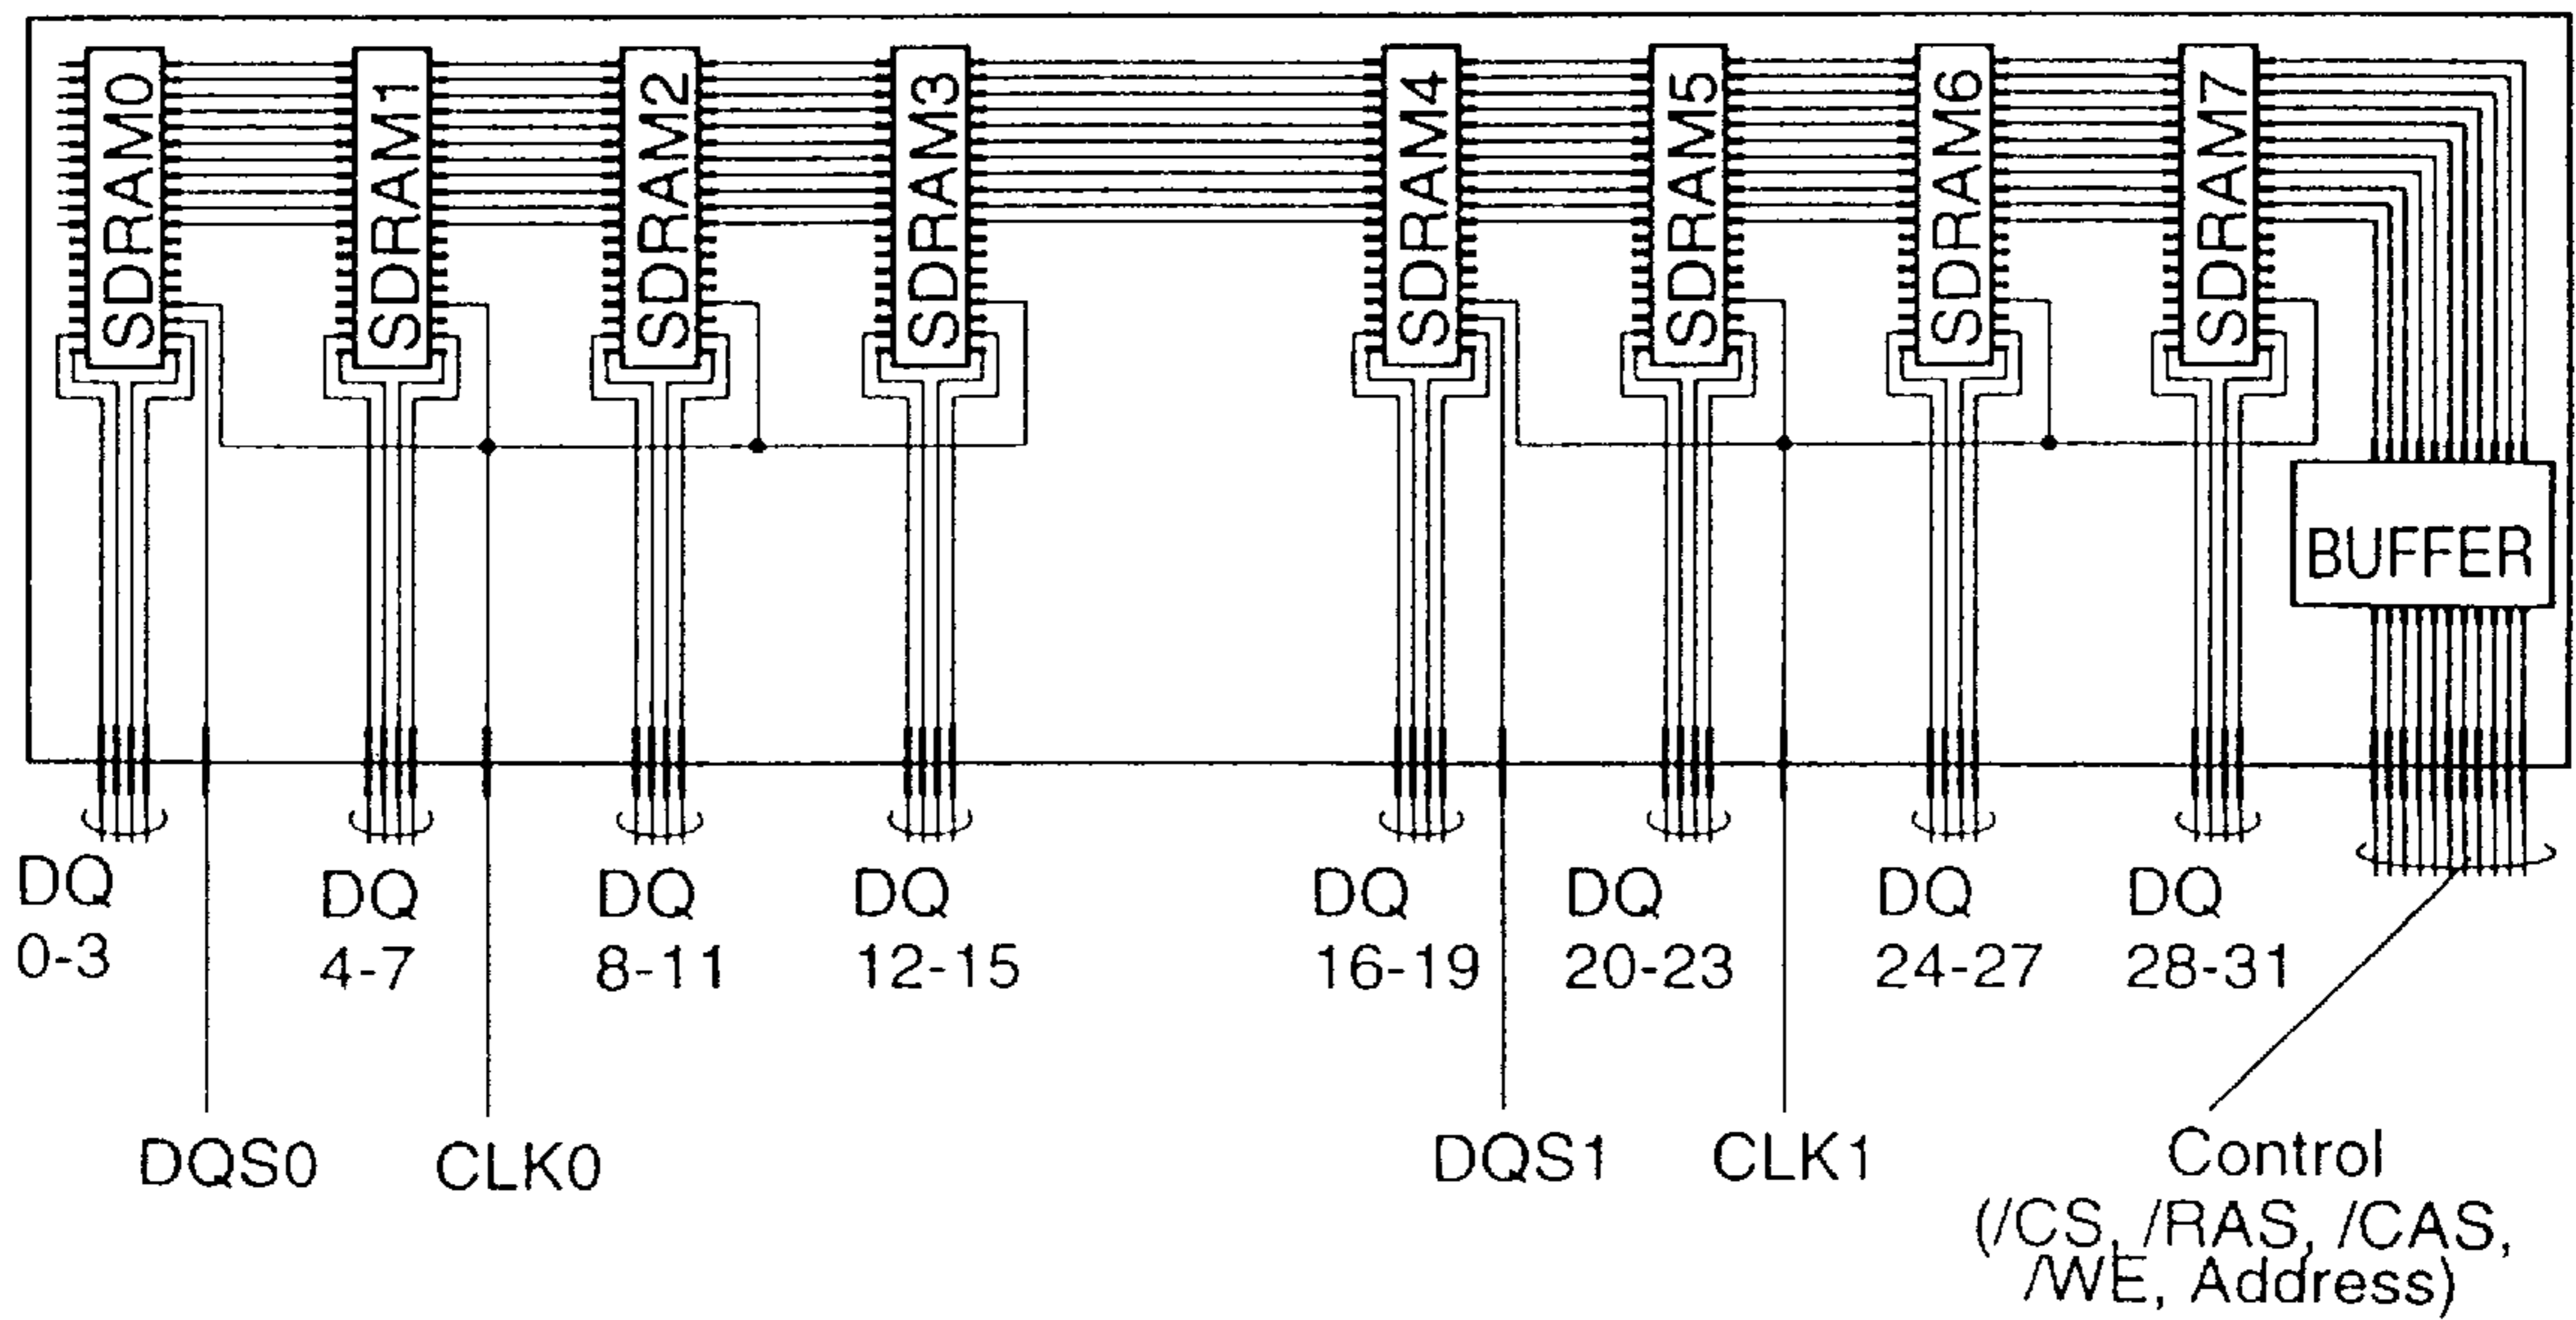 SDRAM0
SDRAM1
SDRAM2
SDRAM3
SDRAM4
SDRAM5
SDRAM6
SDRAM7
BUFFER
DQ
0-3
DQ
4-7
DQ
8-11
DQ
12-15
DQ
16-19
DQ
20-23
DQ
24-27
DQ
28-31
DQS0
CLK0
DQS1
CLK1
Control
(/CS, /RAS, /CAS,
/WE, Address)